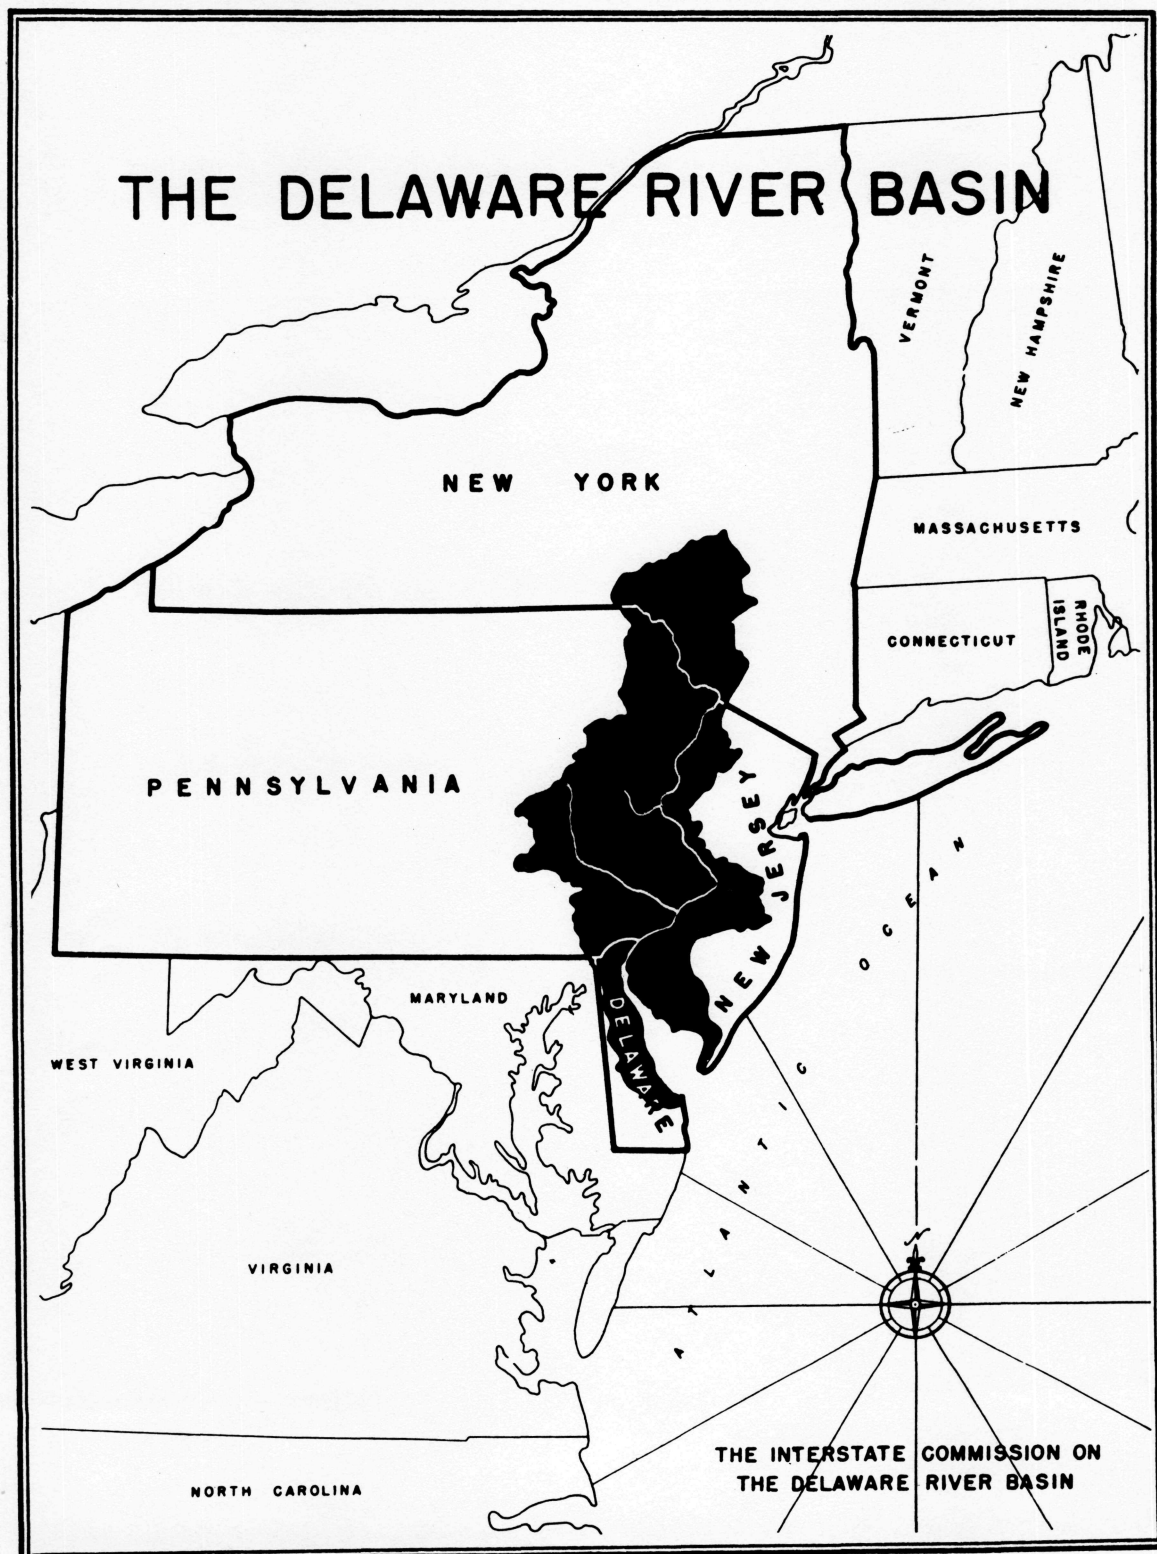 THE DELAWARE RIVER BASIN
VERMONT
NEW HAMPSHIRE
NEW YORK
MASSACHUSETTS
CONNECTICUT
RHODE
ISLAND
PENNSYLVANIA
NEW JERSEY
ATLANTIC OCEAN
MARYLAND
DELAWARE
WEST VIRGINIA
VIRGINIA
N
THE INTERSTATE COMMISSION ON
THE DELAWARE RIVER BASIN
NORTH CAROLINA